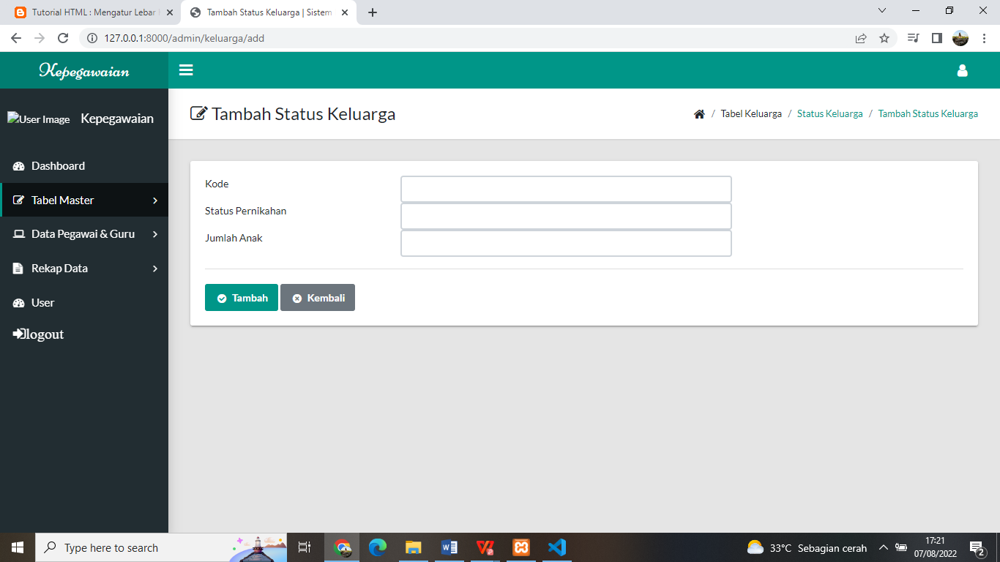 Tutorial HTML : Mengatur Lebar
Tambah Status Keluarga | Sistem
127.0.0.1:8000/admin/keluarga/add
Kepegawaian
User Image
Kepegawaian
Tambah Status Keluarga
/ Tabel Keluarga / Status Keluarga / Tambah Status Keluarga
Dashboard
Tabel Master
Data Pegawai & Guru
Rekap Data
User
logout
Kode
Status Pernikahan
Jumlah Anak
Tambah
Kembali
Type here to search
33°C Sebagian cerah
17:21
07/08/2022
2